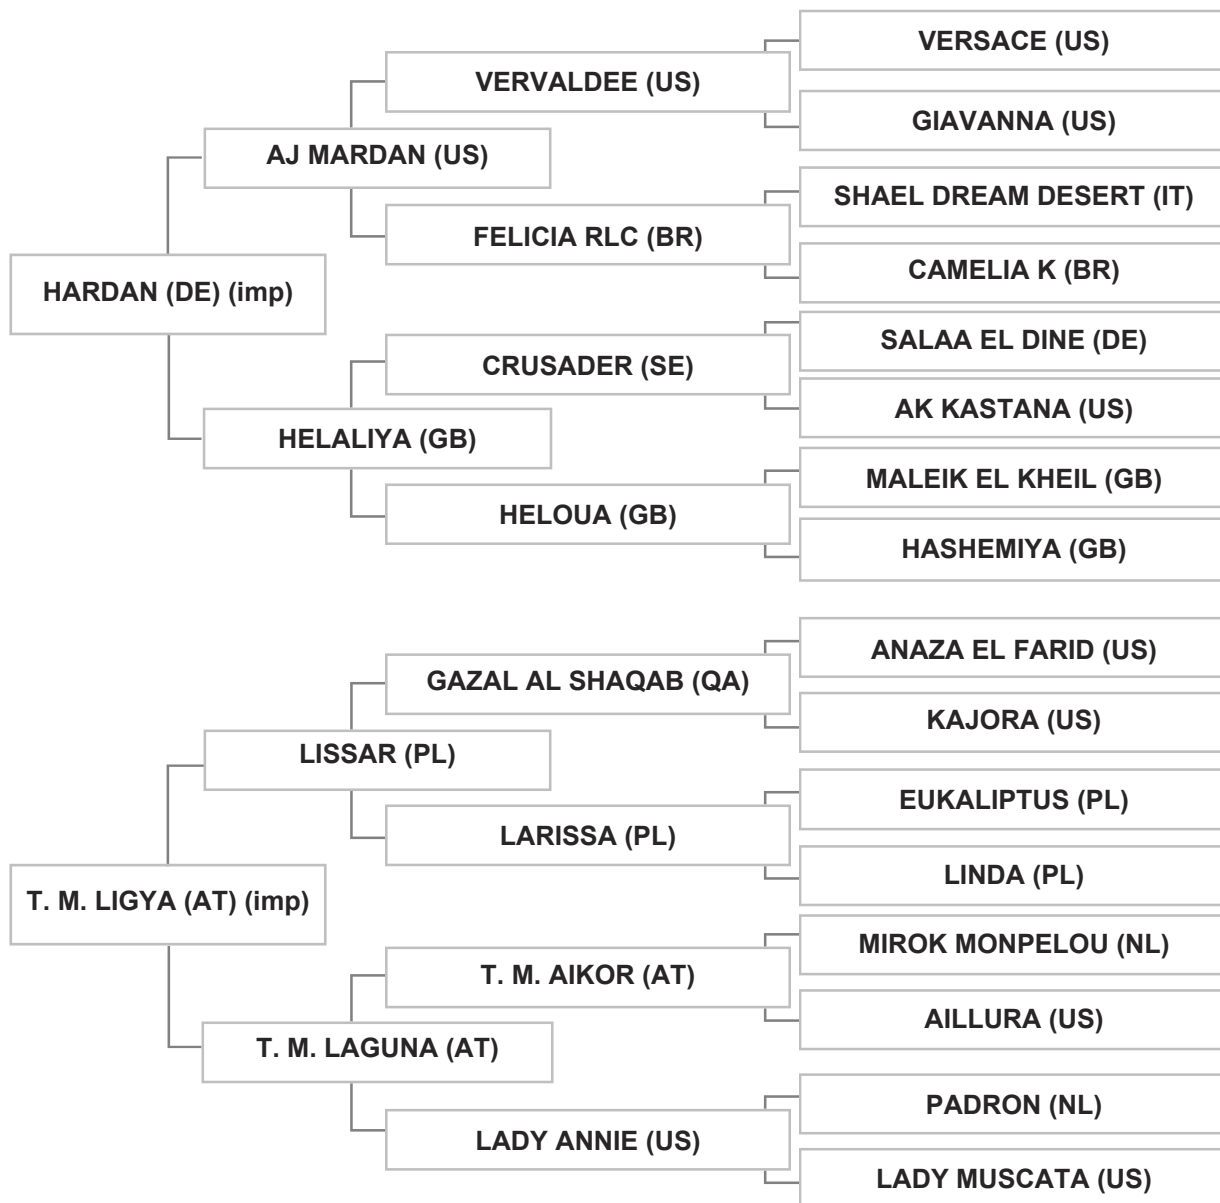 VERSACE (US)
VERVALDEE (US)
GIAVANNA (US)
AJ MARDAN (US)
SHAEL DREAM DESERT (IT)
FELICIA RLC (BR)
CAMELIA K (BR)
HARDAN (DE) (imp)
SALAA EL DINE (DE)
CRUSADER (SE)
AK KASTANA (US)
HELALIYA (GB)
MALEIK EL KHEIL (GB)
HELOUA (GB)
HASHEMIYA (GB)
ANAZA EL FARID (US)
GAZAL AL SHAQAB (QA)
KAJORA (US)
LISSAR (PL)
EUKALIPTUS (PL)
LARISSA (PL)
LINDA (PL)
T. M. LIGYA (AT) (imp)
MIROK MONPELOU (NL)
T. M. AIKOR (AT)
AILLURA (US)
T. M. LAGUNA (AT)
PADRON (NL)
LADY ANNIE (US)
LADY MUSCATA (US)